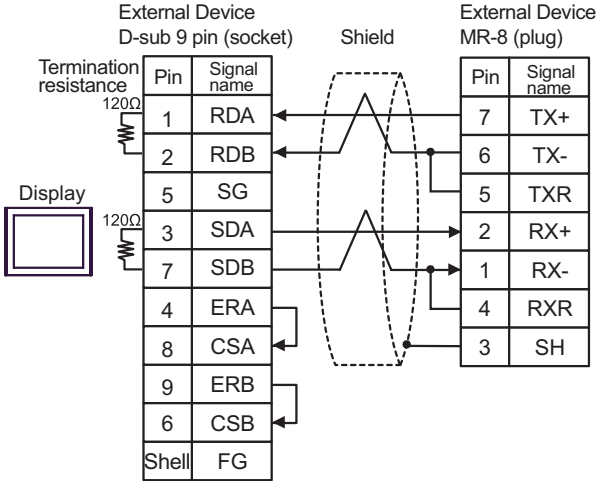 External Device
D-sub 9 pin (socket)
Shield
External Device
MR-8 (plug)
Termination
resistance
Pin Signal name
Pin Signal name
120Ω
1 RDA
7 TX+
2 RDB
6 TX-
5 SG
5 TXR
Display
120Ω
3 SDA
2 RX+
7 SDB
1 RX-
4 ERA
4 RXR
8 CSA
3 SH
9 ERB
6 CSB
Shell FG